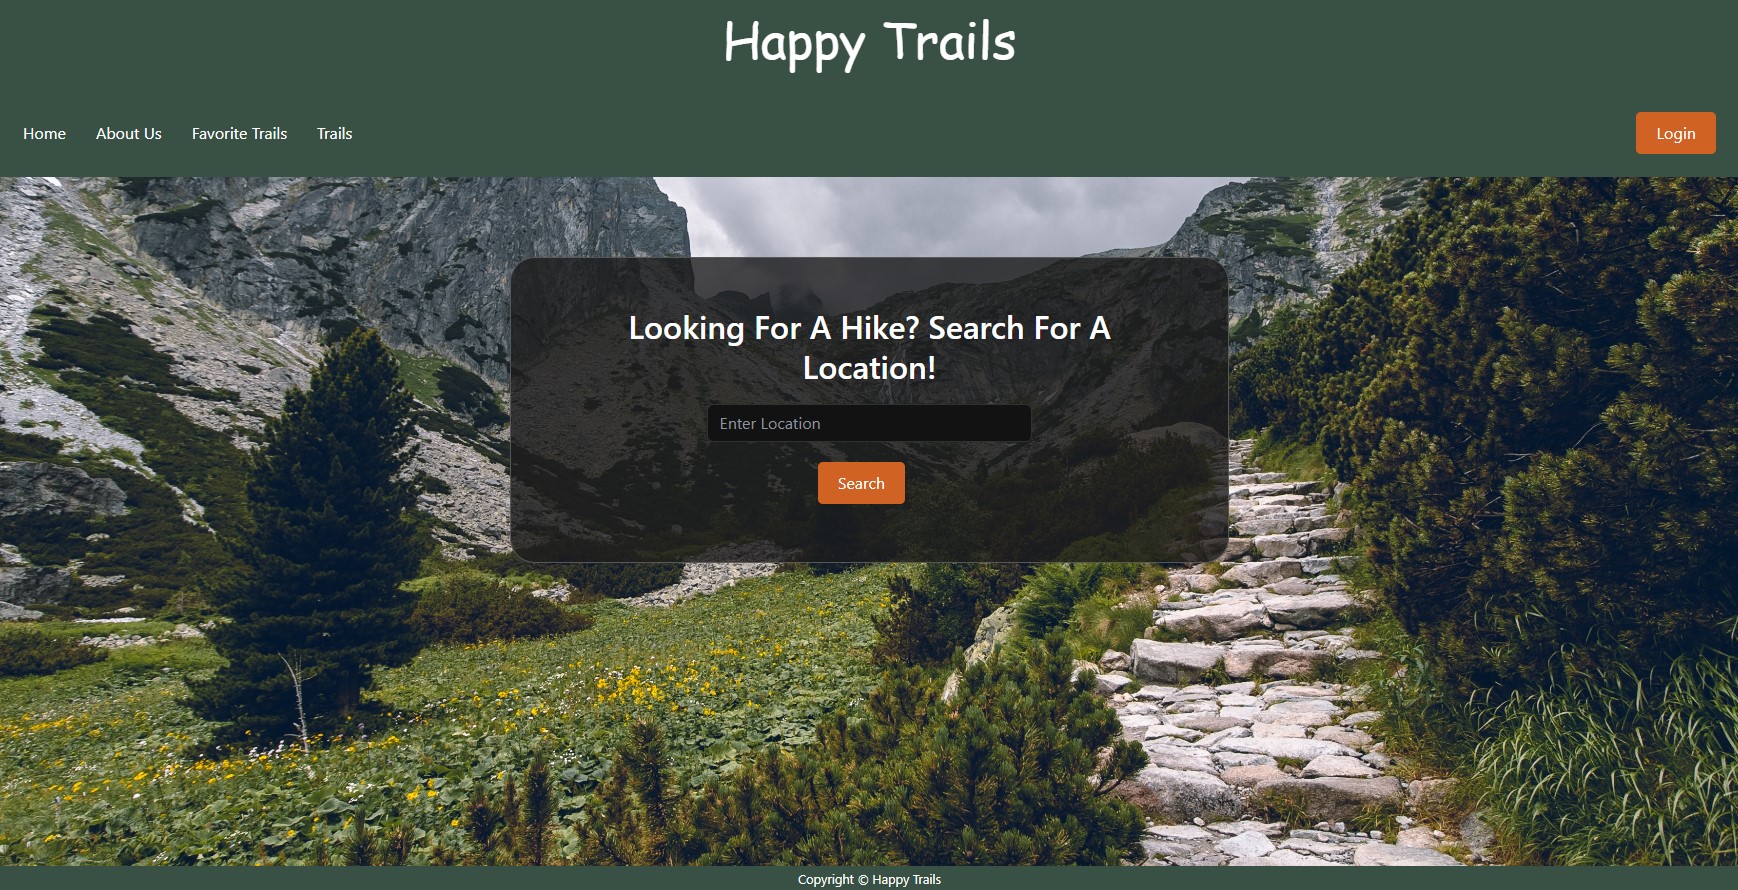 Happy Trails
Home About Us Favorite Trails Trails Login
Looking For A Hike? Search For A
Location!
Enter Location
Search
Copyright © Happy Trails